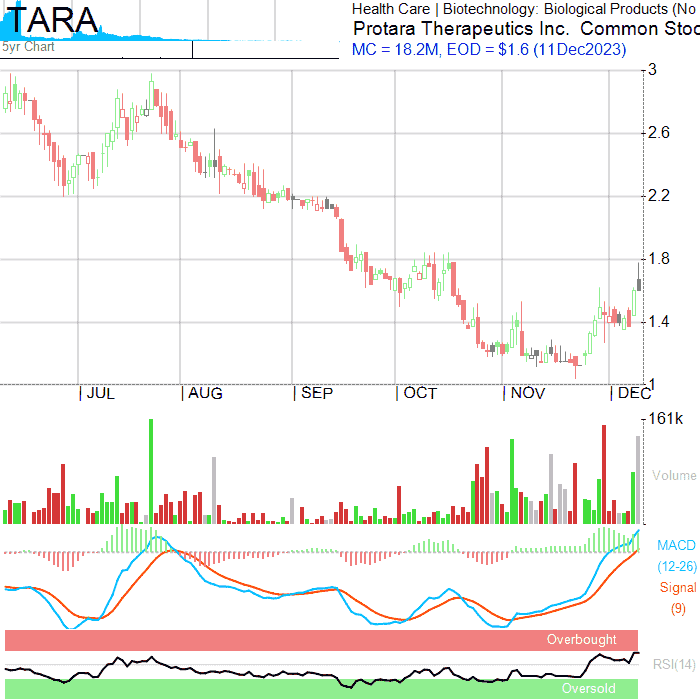 TARA
5yr Chart
Health Care | Biotechnology: Biological Products (No
Protara Therapeutics Inc. Common Stoc
MC = 18.2M, EOD = $1.6 (11Dec2023)
3
2.6
2.2
1.8
1.4
1
| JUL | AUG | SEP | OCT | NOV | DEC
161k
Volume
MACD
(12-26)
Signal
(9)
Overbought
RSI(14)
Oversold